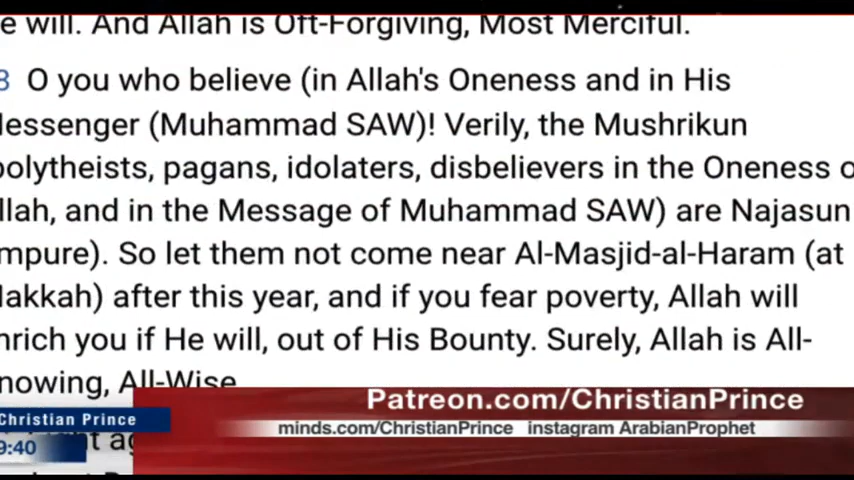 e will. And Allah is Oft-Forgiving, Most Merciful.
8 O you who believe (in Allah's Oneness and in His
lessenger (Muhammad SAW)! Verily, the Mushrikun
polytheists, pagans, idolaters, disbelievers in the Oneness o
llah, and in the Message of Muhammad SAW) are Najasun
mpure). So let them not come near Al-Masjid-al-Haram (at
lakkah) after this year, and if you fear poverty, Allah will
nrich you if He will, out of His Bounty. Surely, Allah is All-
nowing, All-Wise
Patreon.com/ChristianPrince
Christian Prince
minds.com/ChristianPrince instagram ArabianProphet
9:40